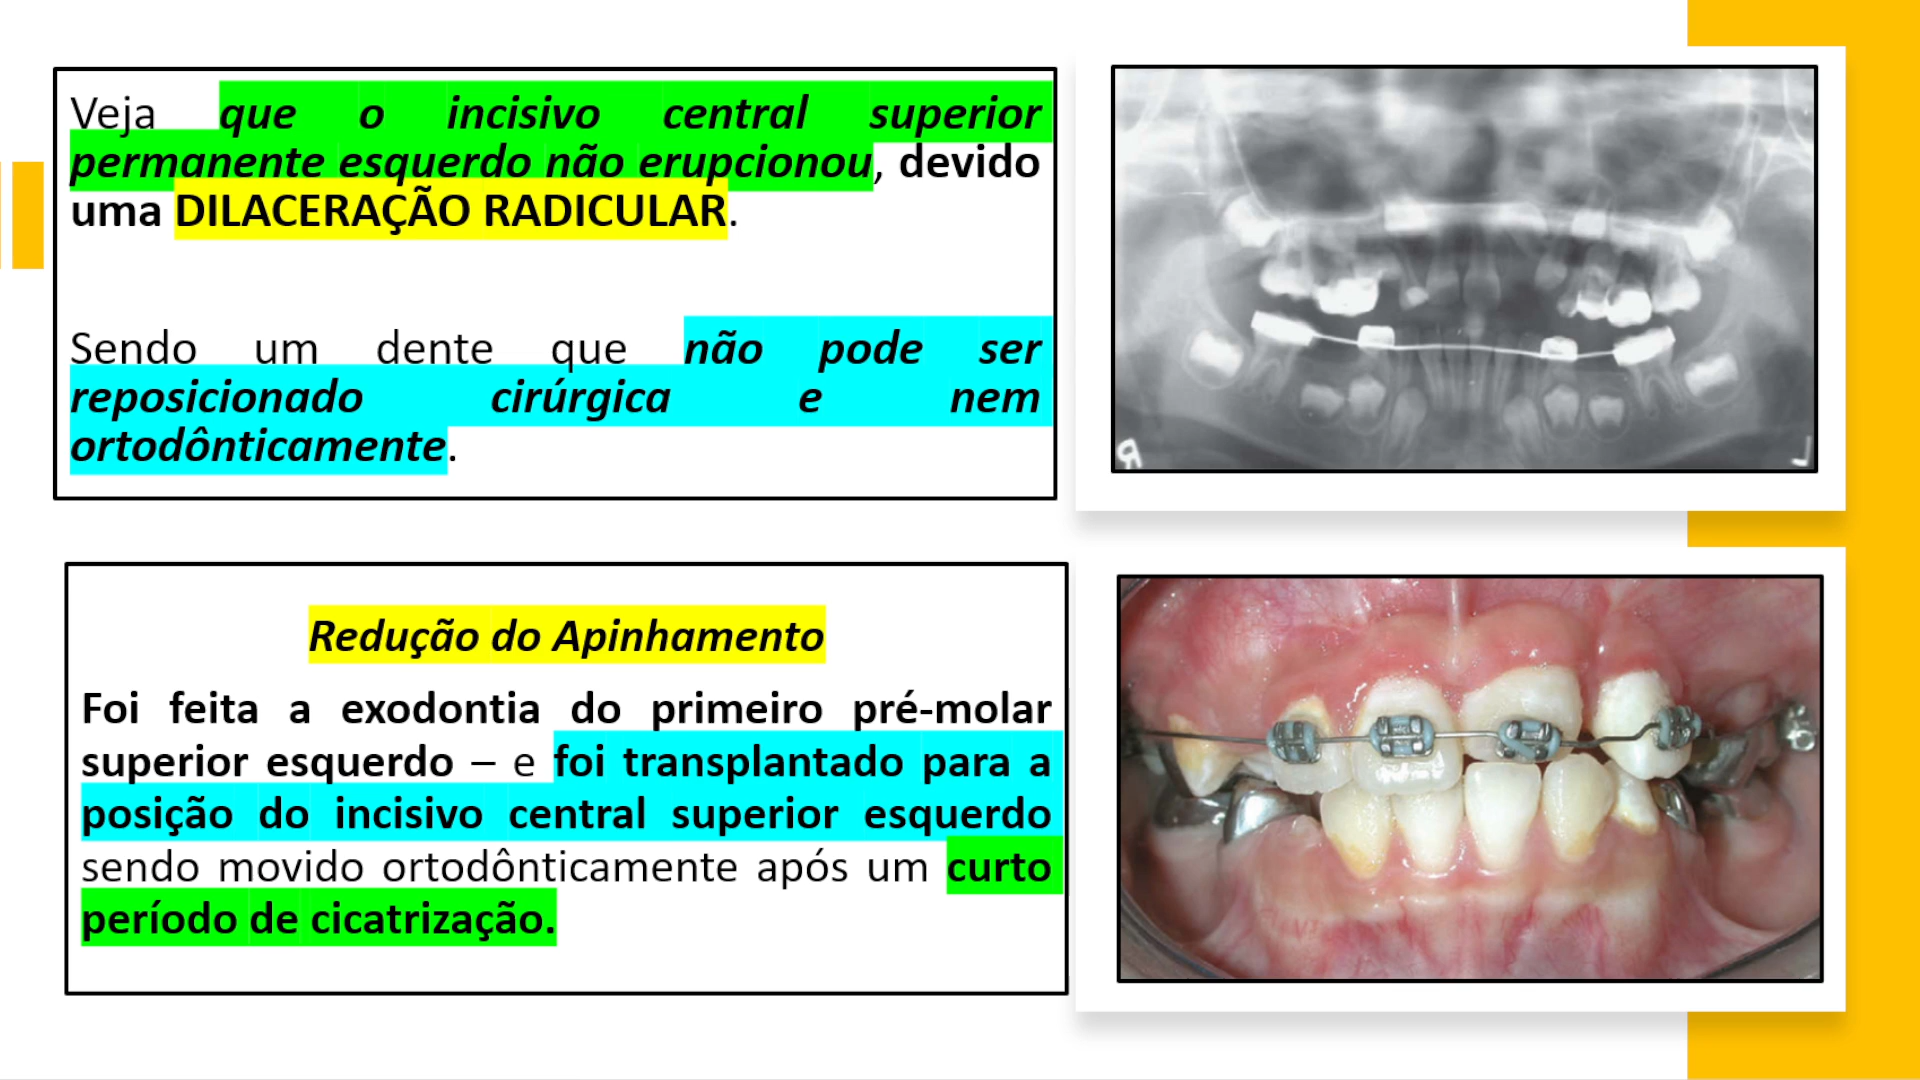 Veja que o incisivo central superior
permanente esquerdo não erupcionou, devido
uma DILACERAÇÃO RADICULAR.
Sendo um dente que não pode ser
reposicionado cirúrgica e nem
ortodônticamente.
R
L
Redução do Apinhamento
Foi feita a exodontia do primeiro pré-molar
superior esquerdo – e foi transplantado para a
posição do incisivo central superior esquerdo
sendo movido ortodônticamente após um curto
período de cicatrização.